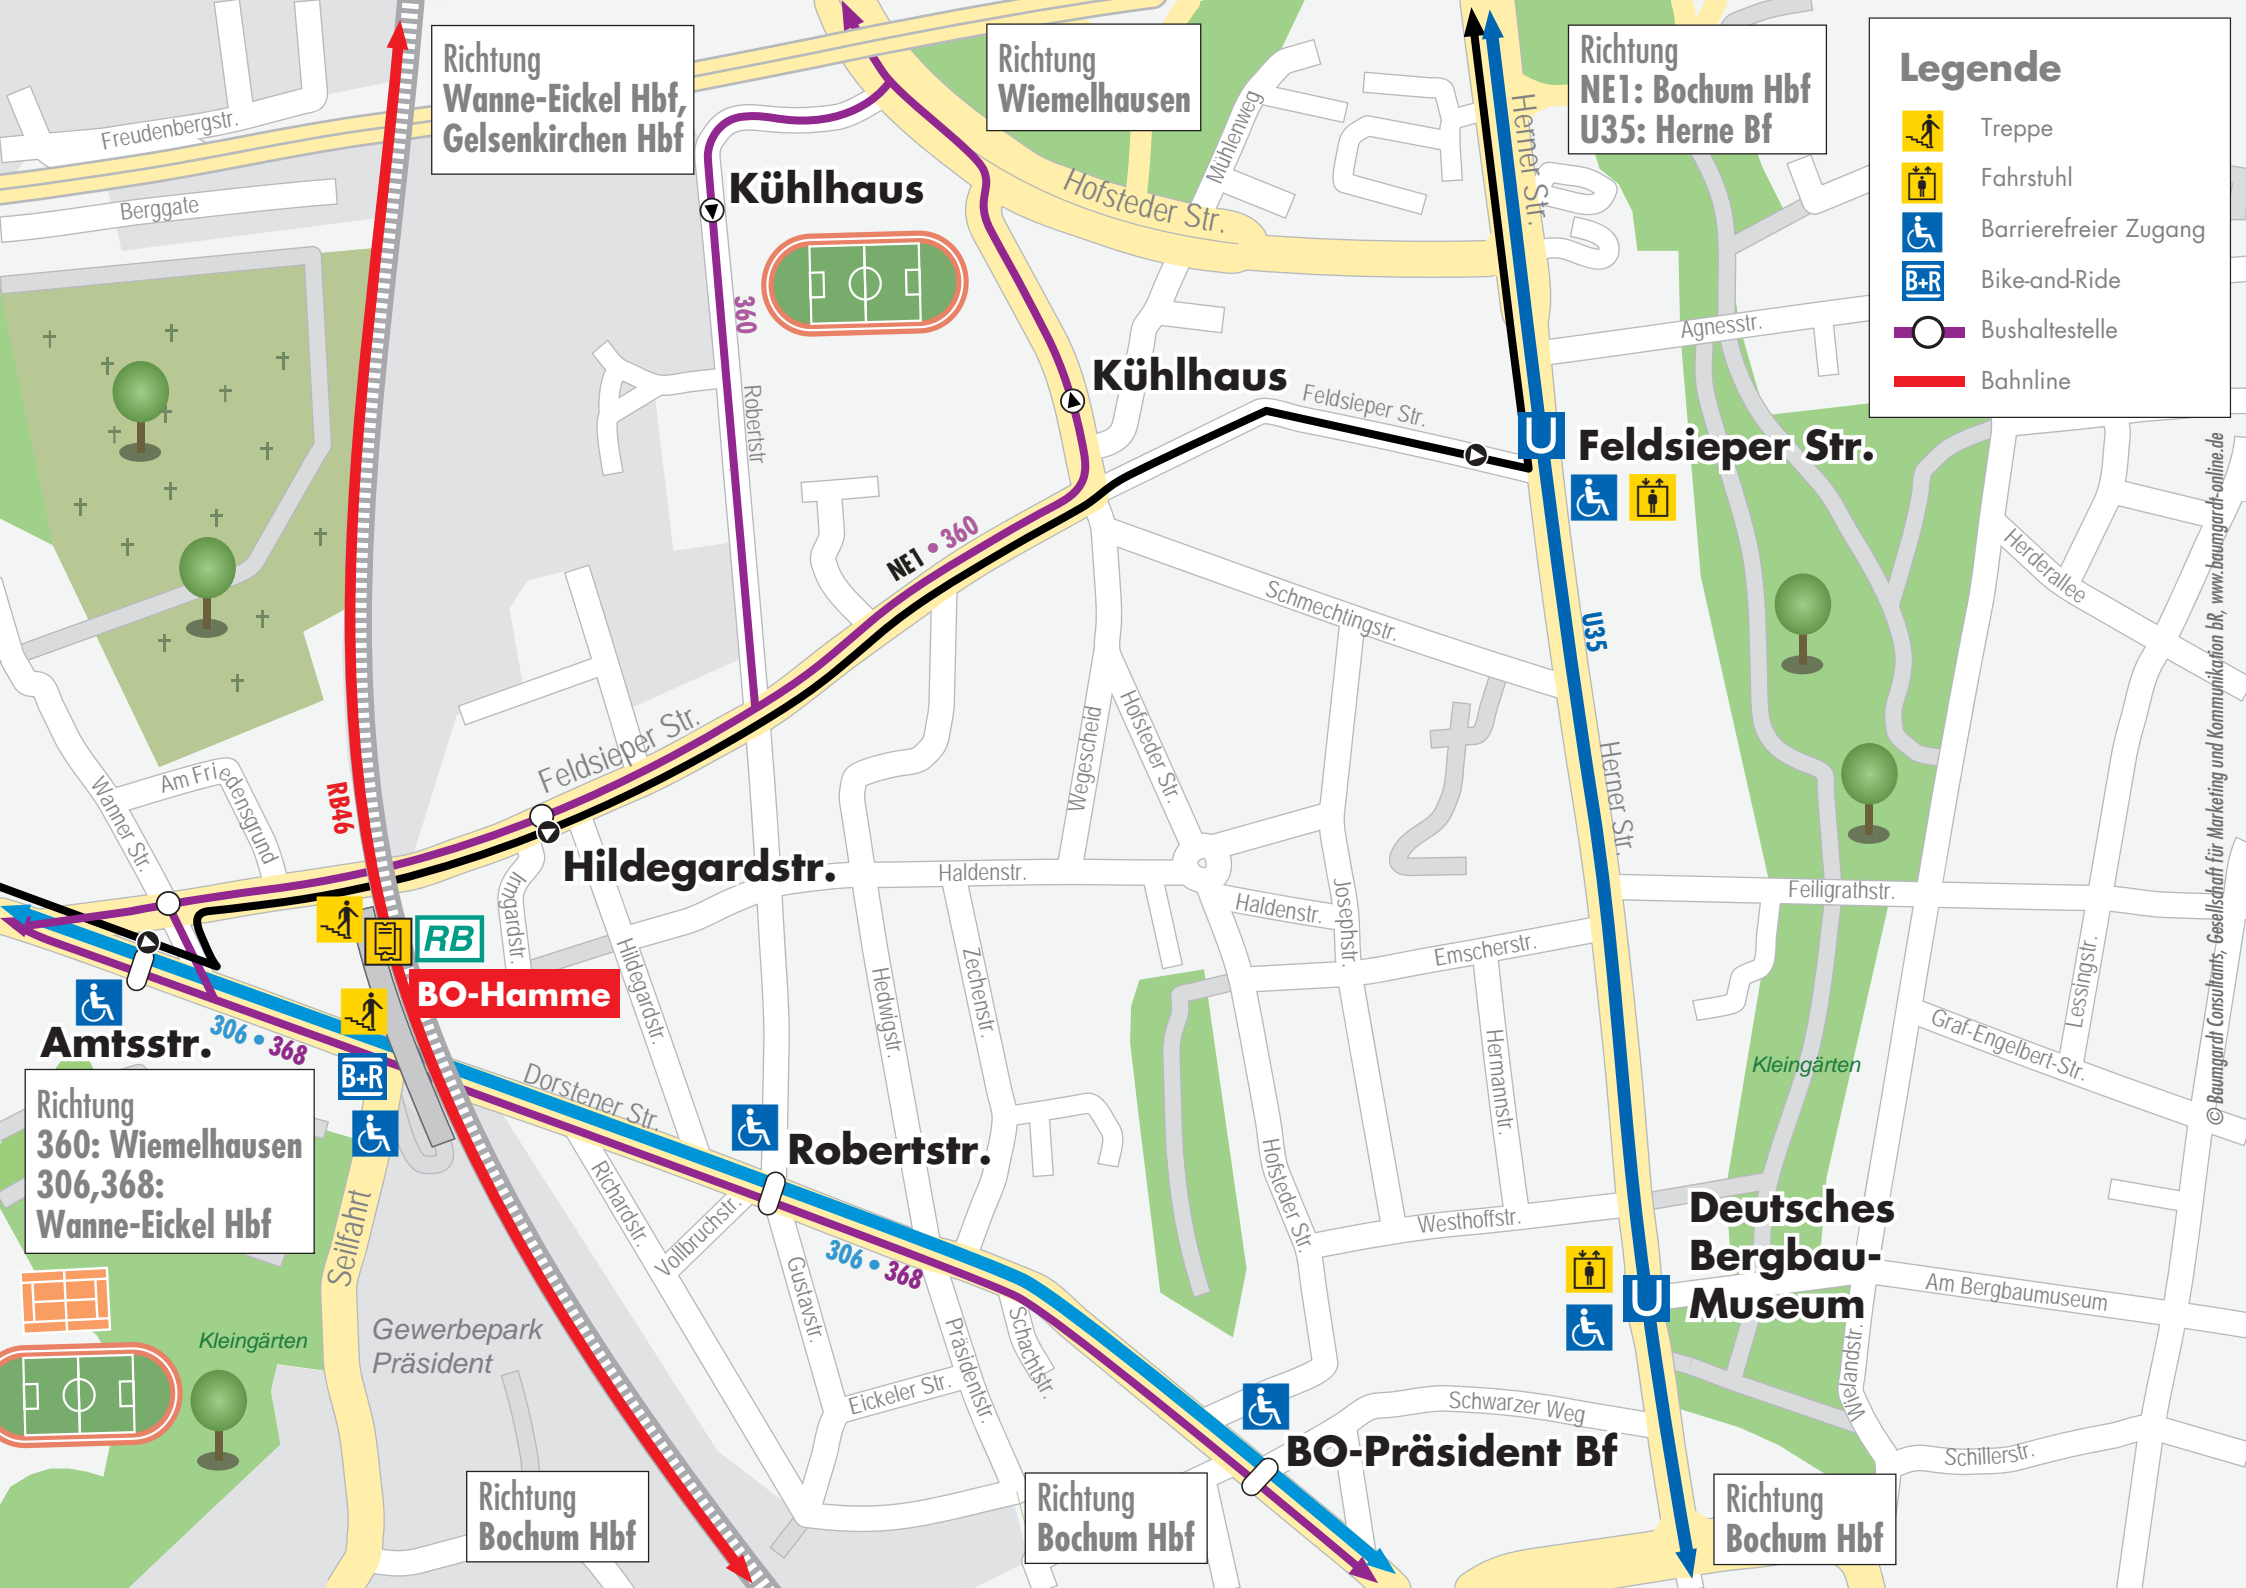 Richtung
Wanne-Eickel Hbf,
Gelsenkirchen Hbf
Richtung
Wiemelhausen
Richtung
NE1: Bochum Hbf
U35: Herne Bf
Legende
Treppe
Fahrstuhl
Barrierefreier Zugang
B+R
Bike-and-Ride
Bushaltestelle
Bahnline
Freudenbergstr.
Berggate
Kühlhaus
Mühlenweg
Hofsteder Str.
Herner Str.
360
Robertstr
Kühlhaus
Feldsieper Str.
Agnesstr.
U
Feldsieper Str.
NE1 • 360
Schmechtingstr.
U35
Herderallee
Feldsieper Str.
Wegescheid
Hofsteder Str.
Herner Str.
Wanner Str.
Am Friedensgrund
RB46
Hildegardstr.
Haldenstr.
Haldenstr.
Josephstr.
Feiligrathstr.
Irmgardstr.
Hildegardstr.
Hedwigstr.
Zechenstr.
Emscherstr.
Hermannstr.
Lessingstr.
Graf-Engelbert-Str.
Kleingärten
RB
BO-Hamme
Amtsstr.
306 • 368
B+R
Richtung
360: Wiemelhausen
306,368:
Wanne-Eickel Hbf
Dorstener Str.
Robertstr.
Richardstr.
Vollbruchstr.
Gustavstr.
306 • 368
Hofsteder Str.
Westhoffstr.
Deutsches
Bergbau-
Museum
U
Am Bergbaumuseum
Wielandstr.
Seilfahrt
Kleingärten
Gewerbepark
Präsident
Präsidentstr.
Schachtstr.
Eickeler Str.
Schwarzer Weg
BO-Präsident Bf
Schillerstr.
Richtung
Bochum Hbf
Richtung
Bochum Hbf
Richtung
Bochum Hbf
© Baumgardt Consultants, Gesellschaft für Marketing und Kommunikation bR, www.baumgardt-online.de